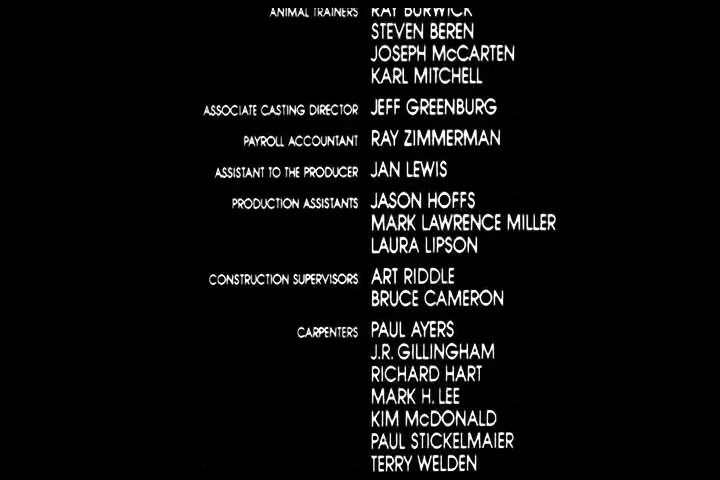 ANIMAL TRAINERS RAY BURWICK
STEVEN BEREN
JOSEPH McCARTEN
KARL MITCHELL
ASSOCIATE CASTING DIRECTOR JEFF GREENBURG
PAYROLL ACCOUNTANT RAY ZIMMERMAN
ASSISTANT TO THE PRODUCER JAN LEWIS
PRODUCTION ASSISTANTS JASON HOFFS
MARK LAWRENCE MILLER
LAURA LIPSON
CONSTRUCTION SUPERVISORS ART RIDDLE
BRUCE CAMERON
CARPENTERS PAUL AYERS
J.R. GILLINGHAM
RICHARD HART
MARK H. LEE
KIM McDONALD
PAUL STICKELMAIER
TERRY WELDEN